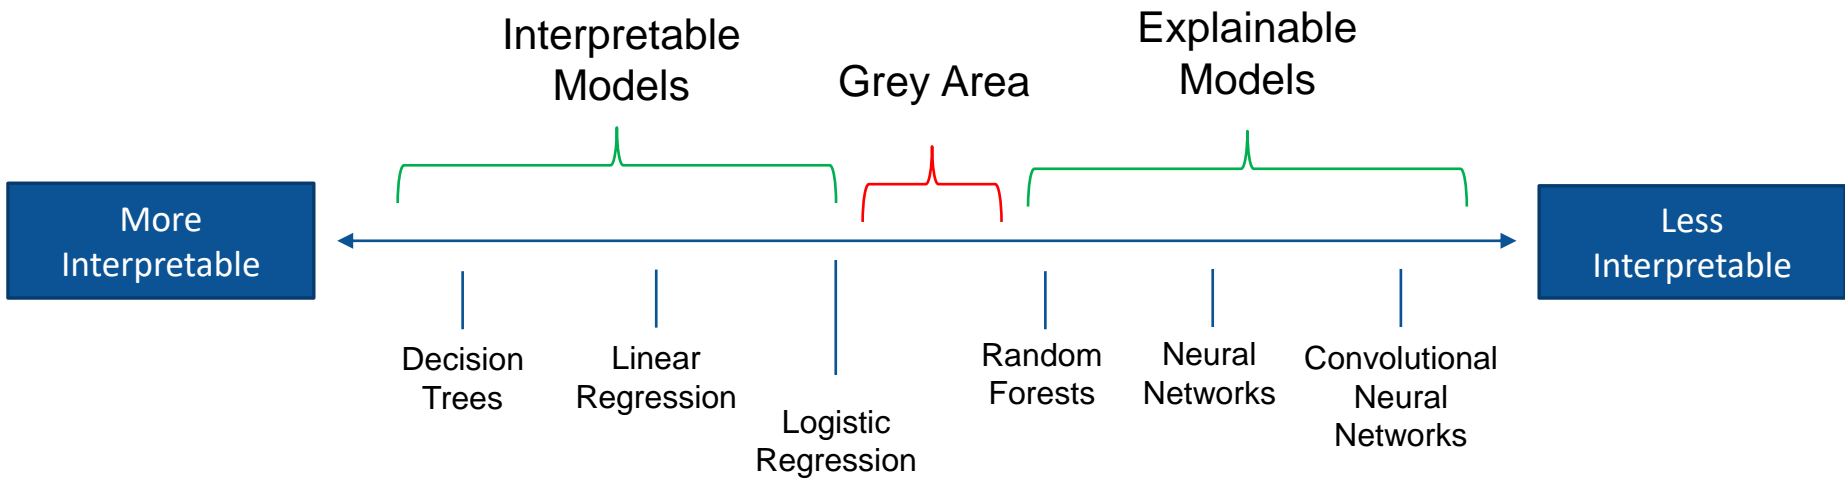 Interpretable
Models
Grey Area
Explainable
Models
More
Interpretable
Less
Interpretable
Decision
Trees
Linear
Regression
Logistic
Regression
Random
Forests
Neural
Networks
Convolutional
Neural
Networks